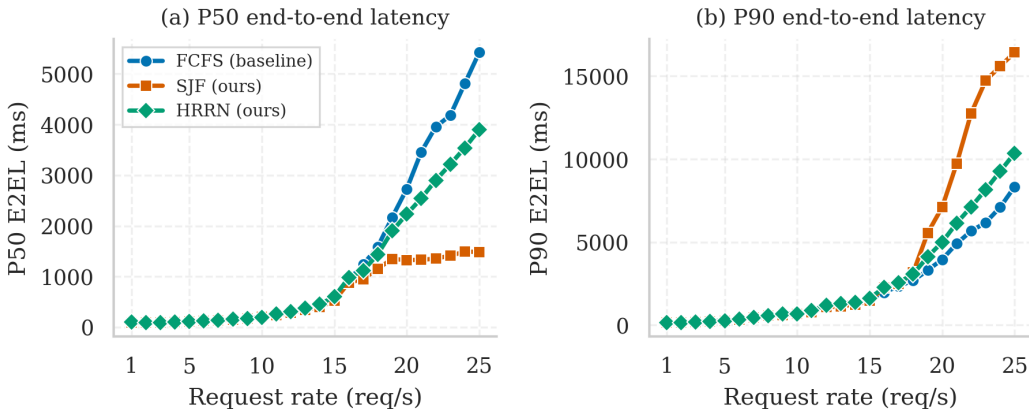 (a) P50 end-to-end latency
P50 E2EL (ms)
5000
4000
3000
2000
1000
0
FCFS (baseline)
SJF (ours)
HRRN (ours)
1 5 10 15 20 25
Request rate (req/s)
(b) P90 end-to-end latency
P90 E2EL (ms)
15000
10000
5000
0
1 5 10 15 20 25
Request rate (req/s)